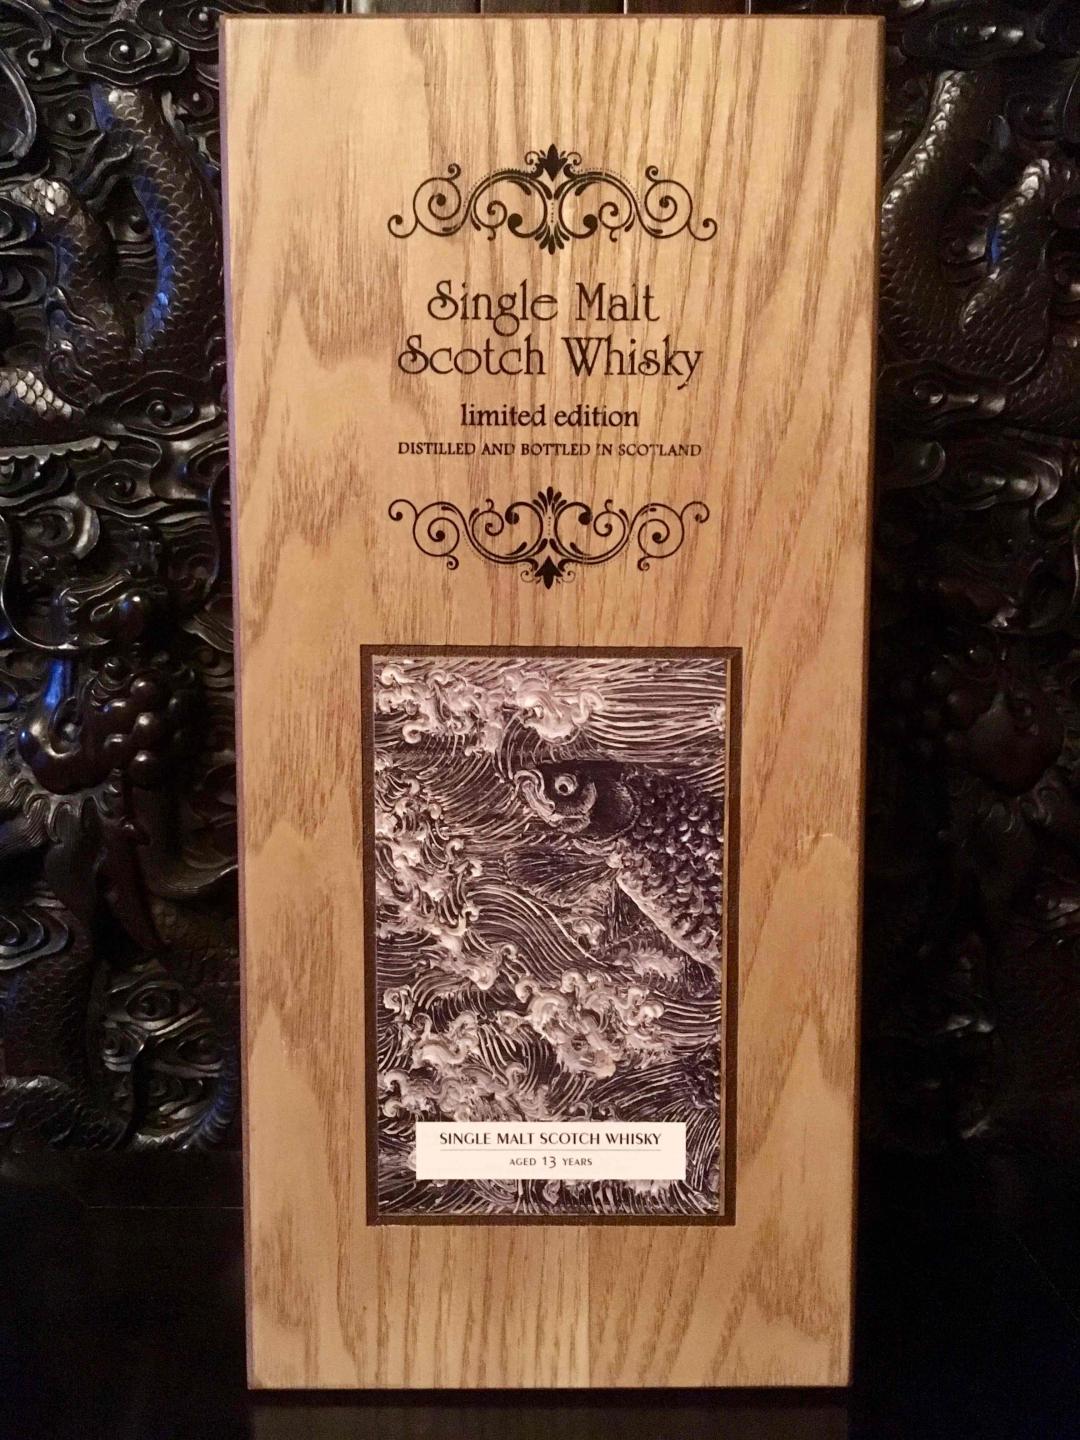 Single Malt
Scotch Whisky
limited edition
DISTILLED AND BOTTLED IN SCOTLAND
SINGLE MALT SCOTCH WHISKY
AGED 13 YEARS